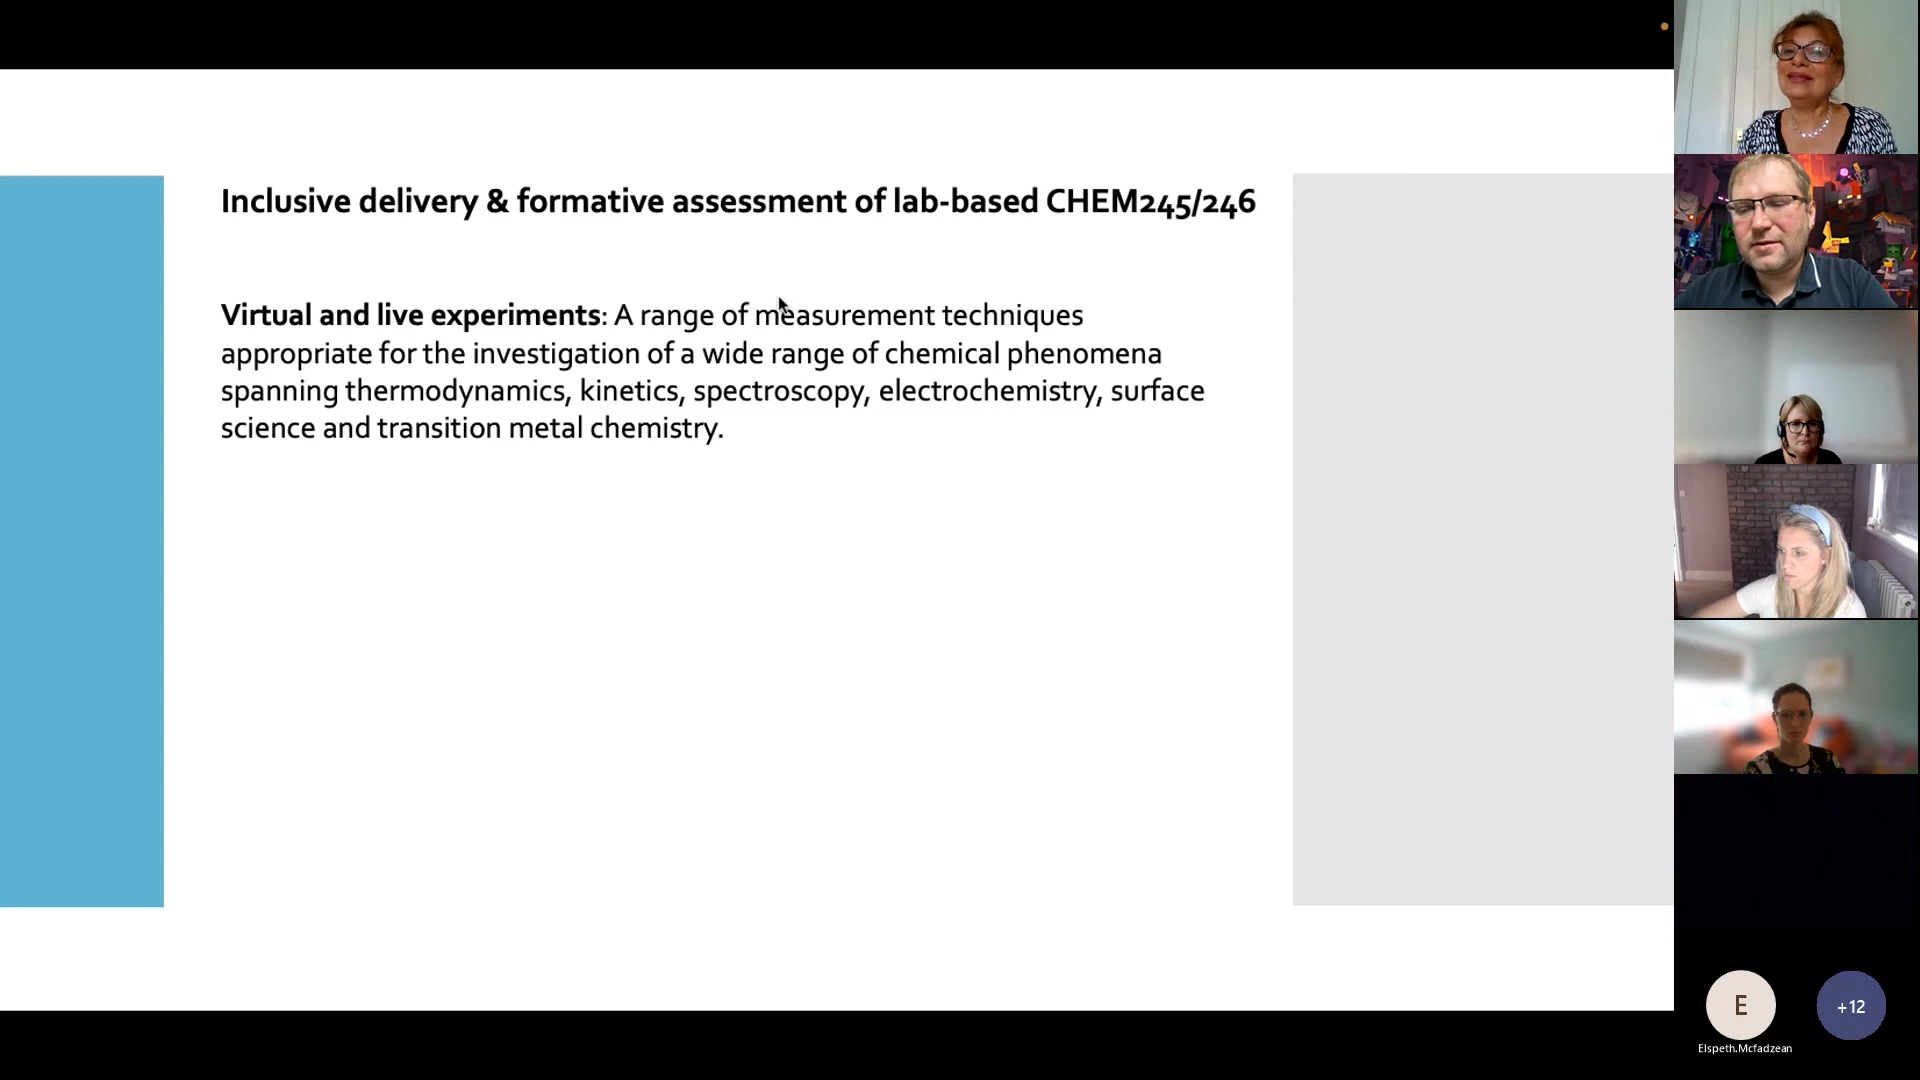 Inclusive delivery & formative assessment of lab-based CHEM245/246
Virtual and live experiments: A range of measurement techniques
appropriate for the investigation of a wide range of chemical phenomena
spanning thermodynamics, kinetics, spectroscopy, electrochemistry, surface
science and transition metal chemistry.
E
+12
Elspeth.Mcfadzean